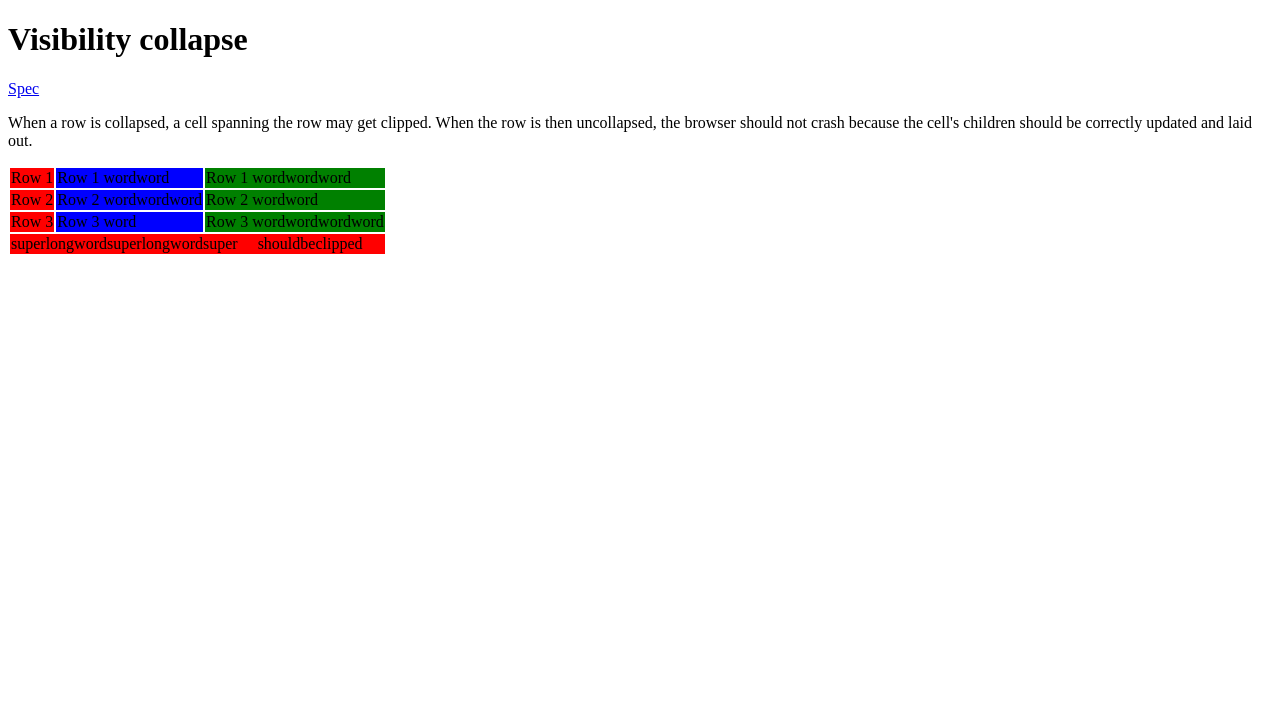 Visibility collapse
Spec
When a row is collapsed, a cell spanning the row may get clipped. When the row is then uncollapsed, the browser should not crash because the cell's children should be correctly updated and laid
out.
Row 1 Row 1 wordword Row 1 wordwordword
Row 2 Row 2 wordwordword Row 2 wordword
Row 3 Row 3 word Row 3 wordwordwordword
superlongwordsuperlongwordsuper shouldbeclipped